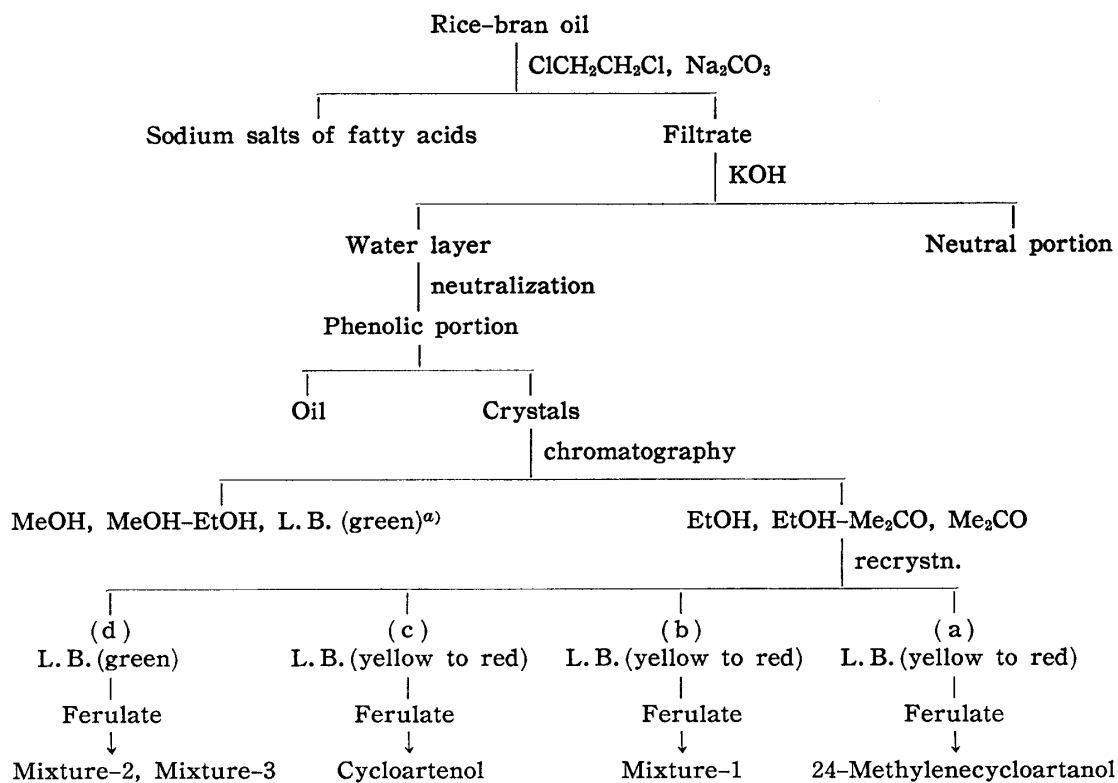 Rice-bran oil
ClCH₂CH₂Cl, Na₂CO₃
Sodium salts of fatty acids Filtrate
KOH
Water layer Neutral portion
neutralization
Phenolic portion
Oil Crystals
chromatography
MeOH, MeOH-EtOH, L. B. (green)ᵃ⁾ EtOH, EtOH-Me₂CO, Me₂CO
recrystn.
(d) (c) (b) (a)
L. B. (green) L. B. (yellow to red) L. B. (yellow to red) L. B. (yellow to red)
Ferulate Ferulate Ferulate Ferulate
Mixture-2, Mixture-3 Cycloartenol Mixture-1 24-Methylenecycloartanol